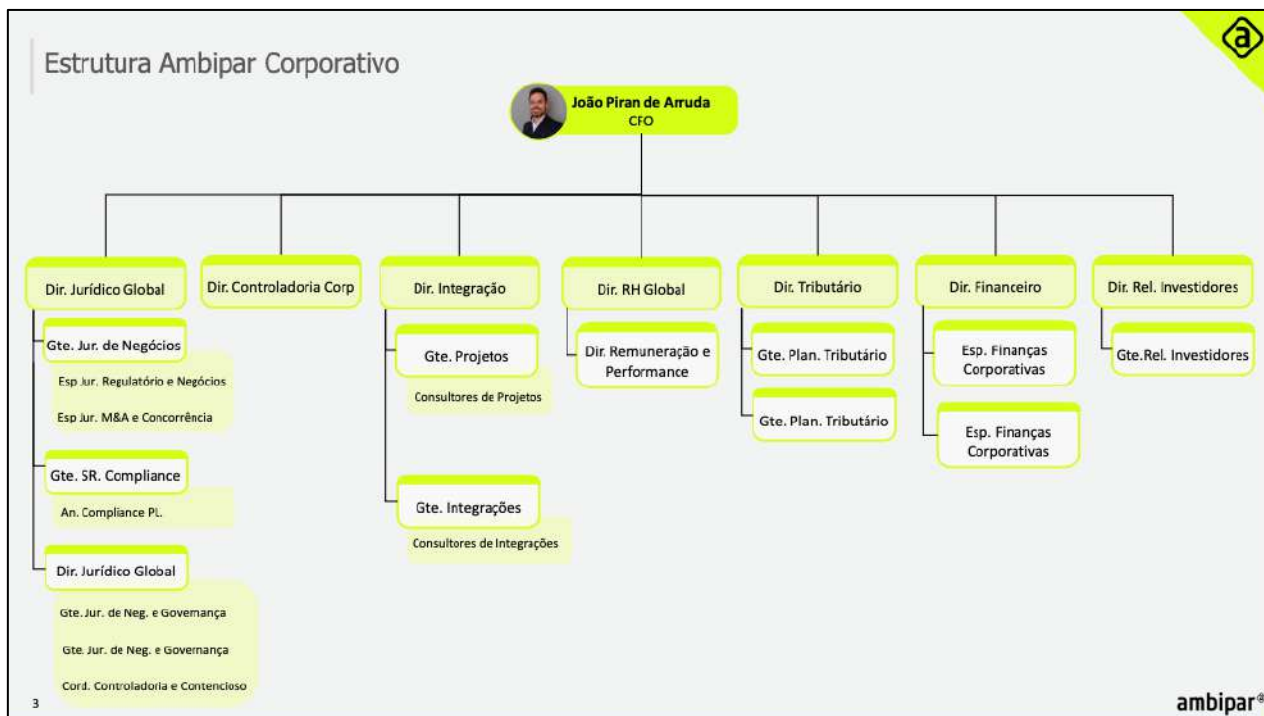 Estrutura Ambipar Corporativo
a
João Piran de Arruda
CFO
Dir. Jurídico Global
Dir. Controladoria Corp
Dir. Integração
Dir. RH Global
Dir. Tributário
Dir. Financeiro
Dir. Rel. Investidores
Gte. Jur. de Negócios
Esp Jur. Regulatório e Negócios
Esp Jur. M&A e Concorrência
Gte. SR. Compliance
An. Compliance PL.
Dir. Jurídico Global
Gte. Jur. de Neg. e Governança
Gte. Jur. de Neg. e Governança
Cord. Controladoria e Contencioso
Gte. Projetos
Consultores de Projetos
Gte. Integrações
Consultores de Integrações
Dir. Remuneração e
Performance
Gte. Plan. Tributário
Gte. Plan. Tributário
Esp. Finanças
Corporativas
Esp. Finanças
Corporativas
Gte.Rel. Investidores
3
ambipar®